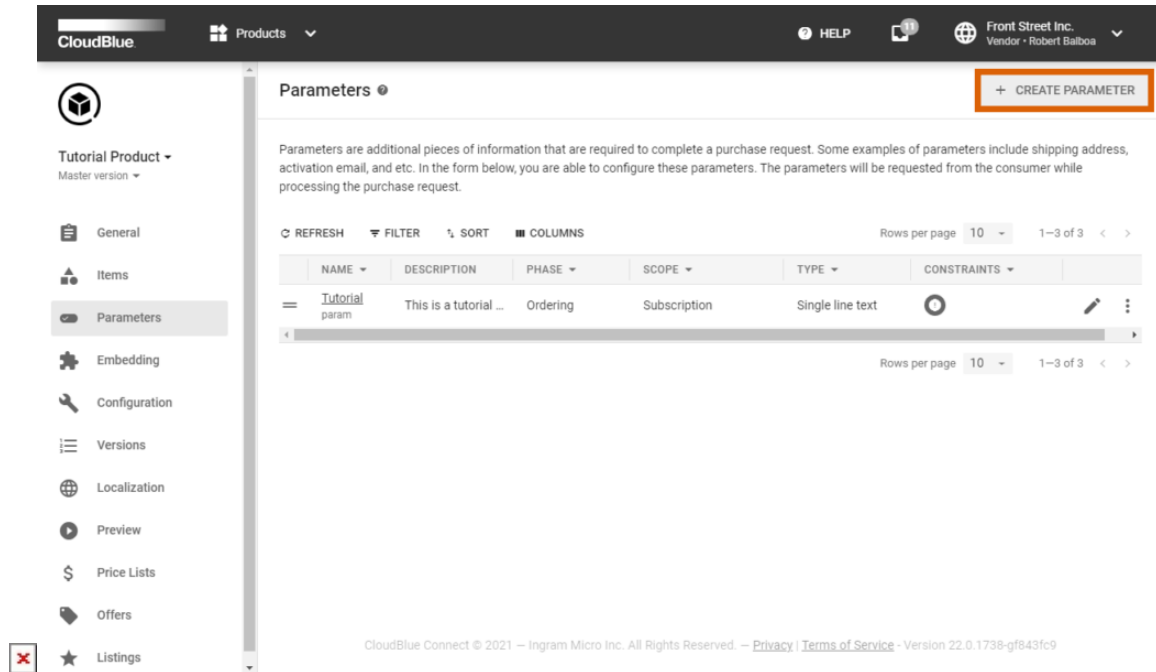 CloudBlue.
Products
HELP
11
Front Street Inc.
Vendor • Robert Balboa
Tutorial Product
Master version
General
Items
Parameters
Embedding
Configuration
Versions
Localization
Preview
Price Lists
Offers
Listings
Parameters
+ CREATE PARAMETER
Parameters are additional pieces of information that are required to complete a purchase request. Some examples of parameters include shipping address,
activation email, and etc. In the form below, you are able to configure these parameters. The parameters will be requested from the consumer while
processing the purchase request.
REFRESH FILTER SORT COLUMNS Rows per page 10 1–3 of 3 < >
NAME DESCRIPTION PHASE SCOPE TYPE CONSTRAINTS
Tutorial This is a tutorial ... Ordering Subscription Single line text
param
Rows per page 10 1–3 of 3 < >
CloudBlue Connect © 2021 — Ingram Micro Inc. All Rights Reserved. — Privacy | Terms of Service - Version 22.0.1738-gf843fc9